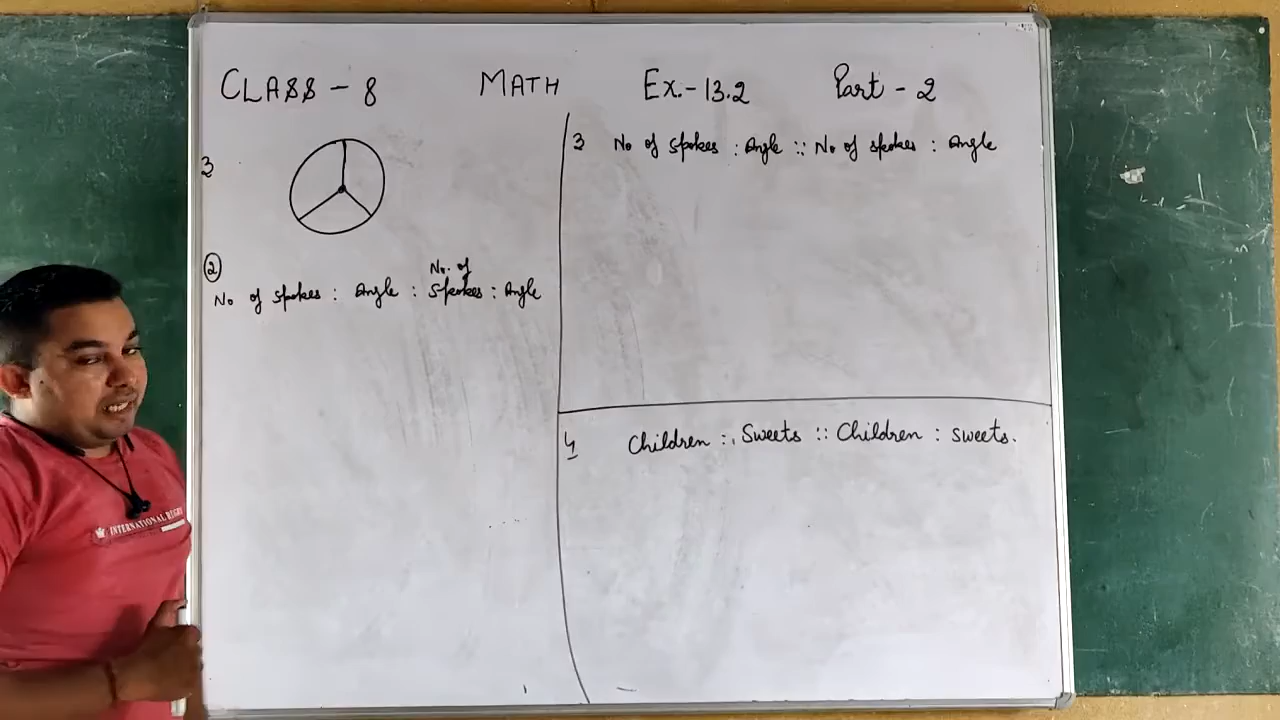 CLASS - 8 MATH Ex.- 13.2 Part - 2
3
2
No. of
No of spokes : Angle : Spokes : Angle
3 No of spokes : Angle :: No of spokes : Angle
4 Children : Sweets :: Children : sweets.
INTERNATIONAL